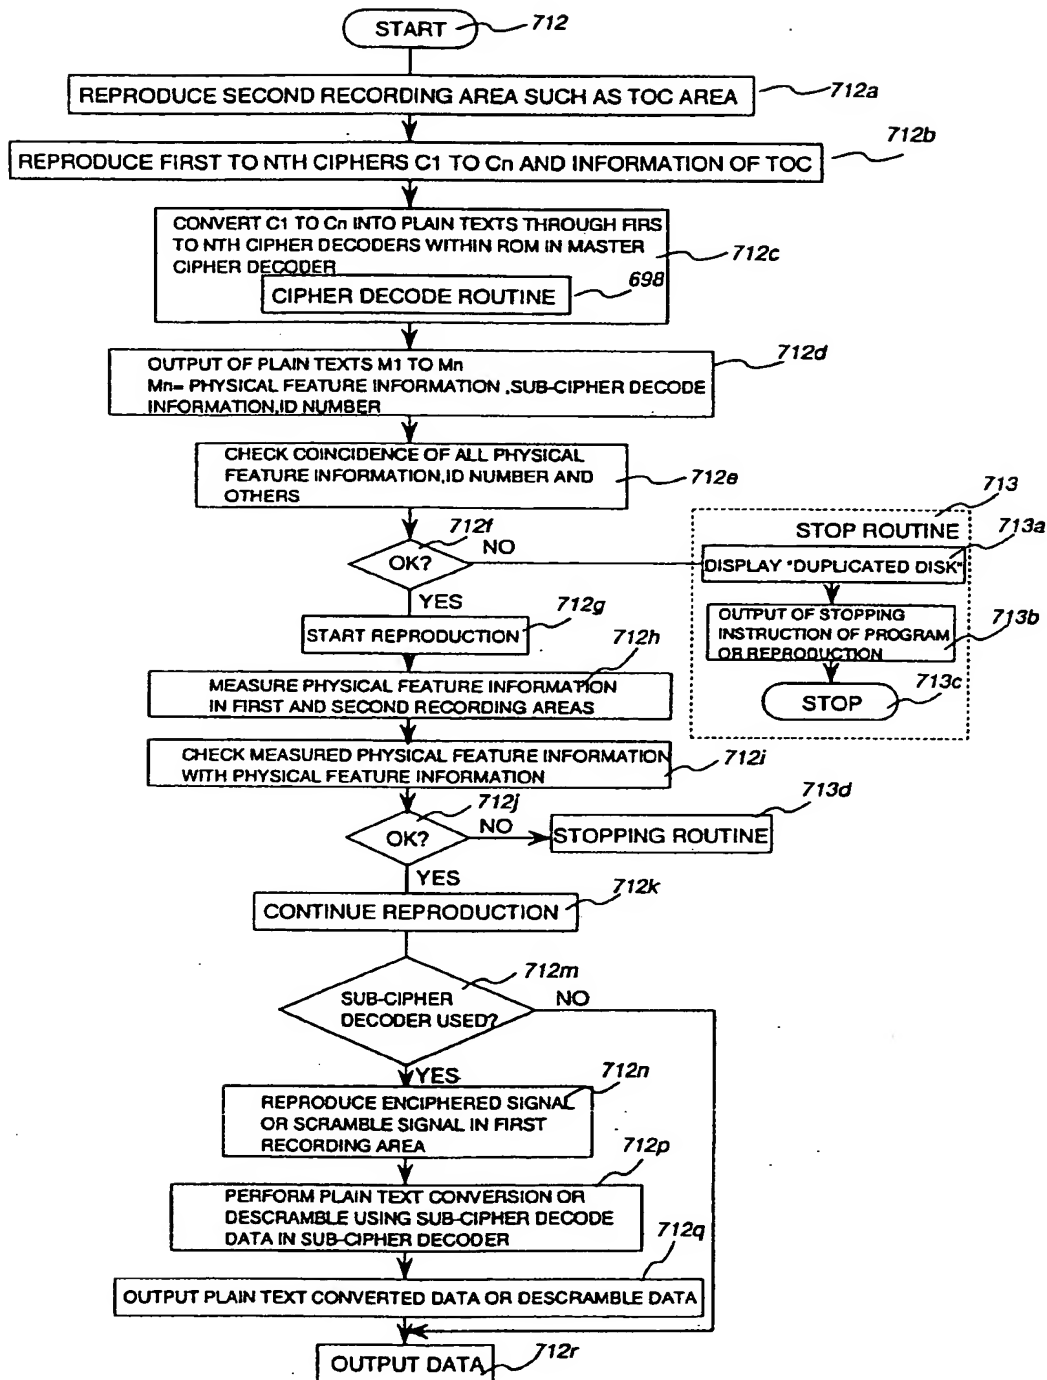 START
712
REPRODUCE SECOND RECORDING AREA SUCH AS TOC AREA
712a
712b
REPRODUCE FIRST TO NTH CIPHERS C1 TO Cn AND INFORMATION OF TOC
CONVERT C1 TO Cn INTO PLAIN TEXTS THROUGH FIRS
TO NTH CIPHER DECODERS WITHIN ROM IN MASTER
CIPHER DECODER
712c
CIPHER DECODE ROUTINE
698
712d
OUTPUT OF PLAIN TEXTS M1 TO Mn
Mn= PHYSICAL FEATURE INFORMATION ,SUB-CIPHER DECODE
INFORMATION,ID NUMBER
CHECK COINCIDENCE OF ALL PHYSICAL
FEATURE INFORMATION,ID NUMBER AND
OTHERS
712e
712f
OK?
NO
YES
713
STOP ROUTINE
713a
DISPLAY "DUPLICATED DISK"
OUTPUT OF STOPPING
INSTRUCTION OF PROGRAM
OR REPRODUCTION
713b
STOP
713c
712g
START REPRODUCTION
712h
MEASURE PHYSICAL FEATURE INFORMATION
IN FIRST AND SECOND RECORDING AREAS
CHECK MEASURED PHYSICAL FEATURE INFORMATION
WITH PHYSICAL FEATURE INFORMATION
712i
712j
OK?
NO
713d
STOPPING ROUTINE
YES
712k
CONTINUE REPRODUCTION
712m
SUB-CIPHER
DECODER USED?
NO
YES
712n
REPRODUCE ENCIPHERED SIGNAL
OR SCRAMBLE SIGNAL IN FIRST
RECORDING AREA
712p
PERFORM PLAIN TEXT CONVERSION OR
DESCRAMBLE USING SUB-CIPHER DECODE
DATA IN SUB-CIPHER DECODER
712q
OUTPUT PLAIN TEXT CONVERTED DATA OR DESCRAMBLE DATA
OUTPUT DATA
712r